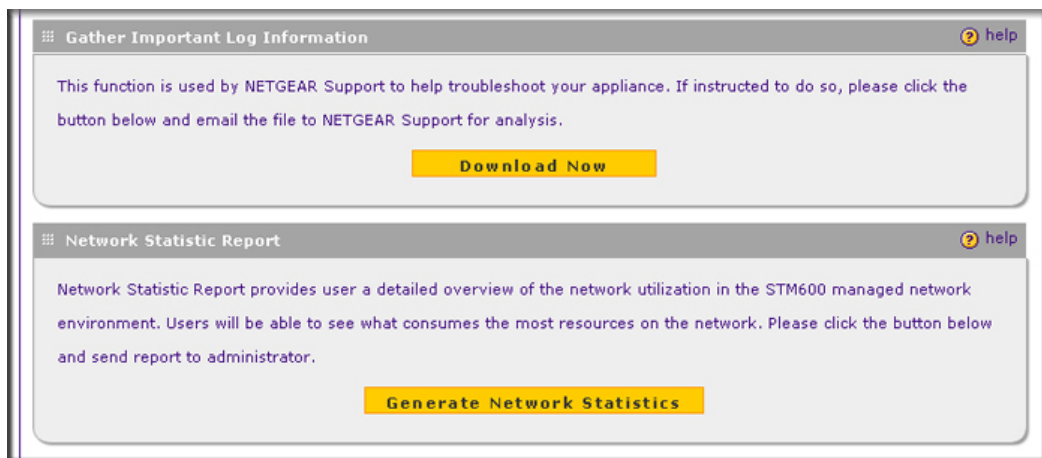 Gather Important Log Information
help
This function is used by NETGEAR Support to help troubleshoot your appliance. If instructed to do so, please click the
button below and email the file to NETGEAR Support for analysis.
Download Now
Network Statistic Report
help
Network Statistic Report provides user a detailed overview of the network utilization in the STM600 managed network
environment. Users will be able to see what consumes the most resources on the network. Please click the button below
and send report to administrator.
Generate Network Statistics